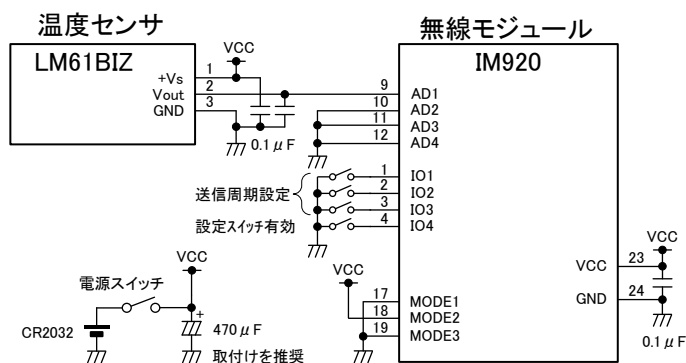 温度センサ
LM61BIZ
+Vs
Vout
GND
1
2
3
VCC
0.1μF
無線モジュール
IM920
9
10
11
12
AD1
AD2
AD3
AD4
送信周期設定
設定スイッチ有効
1
2
3
4
IO1
IO2
IO3
IO4
VCC
17
18
19
MODE1
MODE2
MODE3
VCC
GND
23
24
VCC
0.1μF
電源スイッチ
VCC
CR2032
+
470μF
取付けを推奨